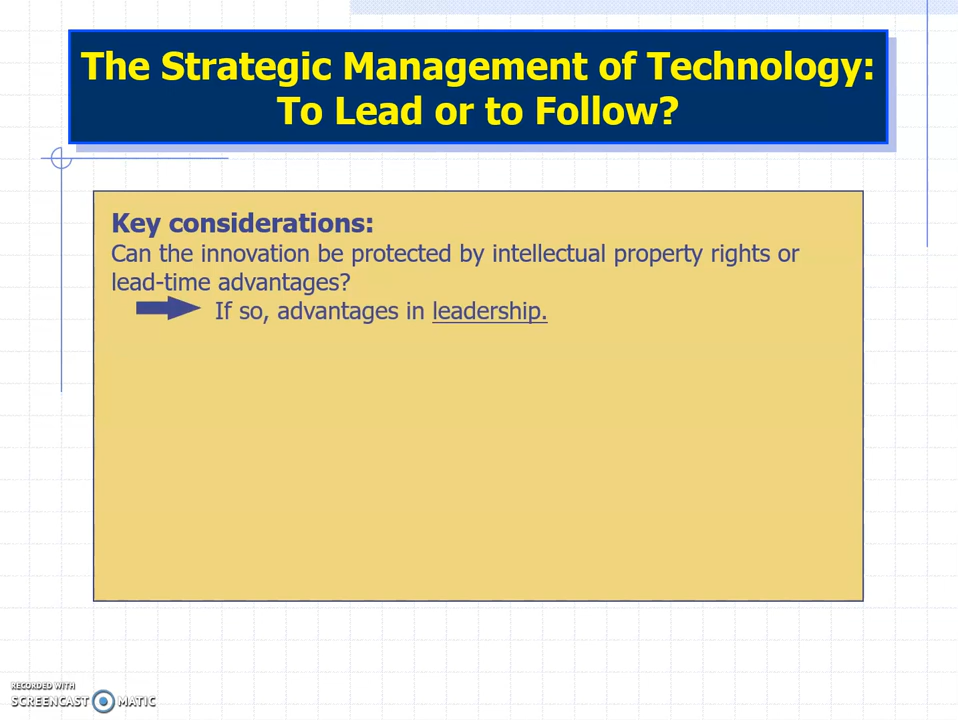 The Strategic Management of Technology:
To Lead or to Follow?
Key considerations:
Can the innovation be protected by intellectual property rights or
lead-time advantages?
If so, advantages in leadership.
RECORDED WITH
SCREENCAST MATIC